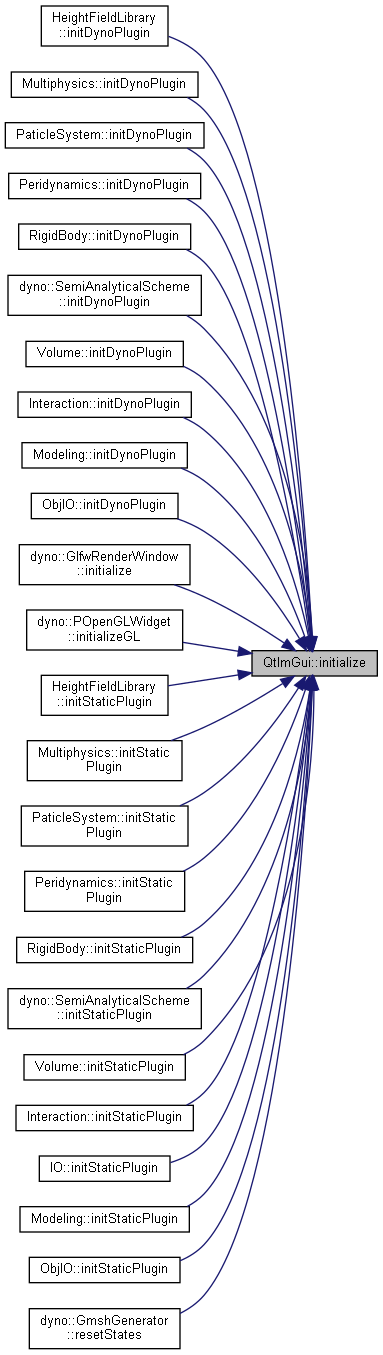 HeightFieldLibrary
::initDynoPlugin
Multiphysics::initDynoPlugin
PaticleSystem::initDynoPlugin
Peridynamics::initDynoPlugin
RigidBody::initDynoPlugin
dyno::SemiAnalyticalScheme
::initDynoPlugin
Volume::initDynoPlugin
Interaction::initDynoPlugin
Modeling::initDynoPlugin
ObjIO::initDynoPlugin
dyno::GlfwRenderWindow
::initialize
dyno::POpenGLWidget
::initializeGL
QtImGui::initialize
HeightFieldLibrary
::initStaticPlugin
Multiphysics::initStatic
Plugin
PaticleSystem::initStatic
Plugin
Peridynamics::initStatic
Plugin
RigidBody::initStaticPlugin
dyno::SemiAnalyticalScheme
::initStaticPlugin
Volume::initStaticPlugin
Interaction::initStaticPlugin
IO::initStaticPlugin
Modeling::initStaticPlugin
ObjIO::initStaticPlugin
dyno::GmshGenerator
::resetStates